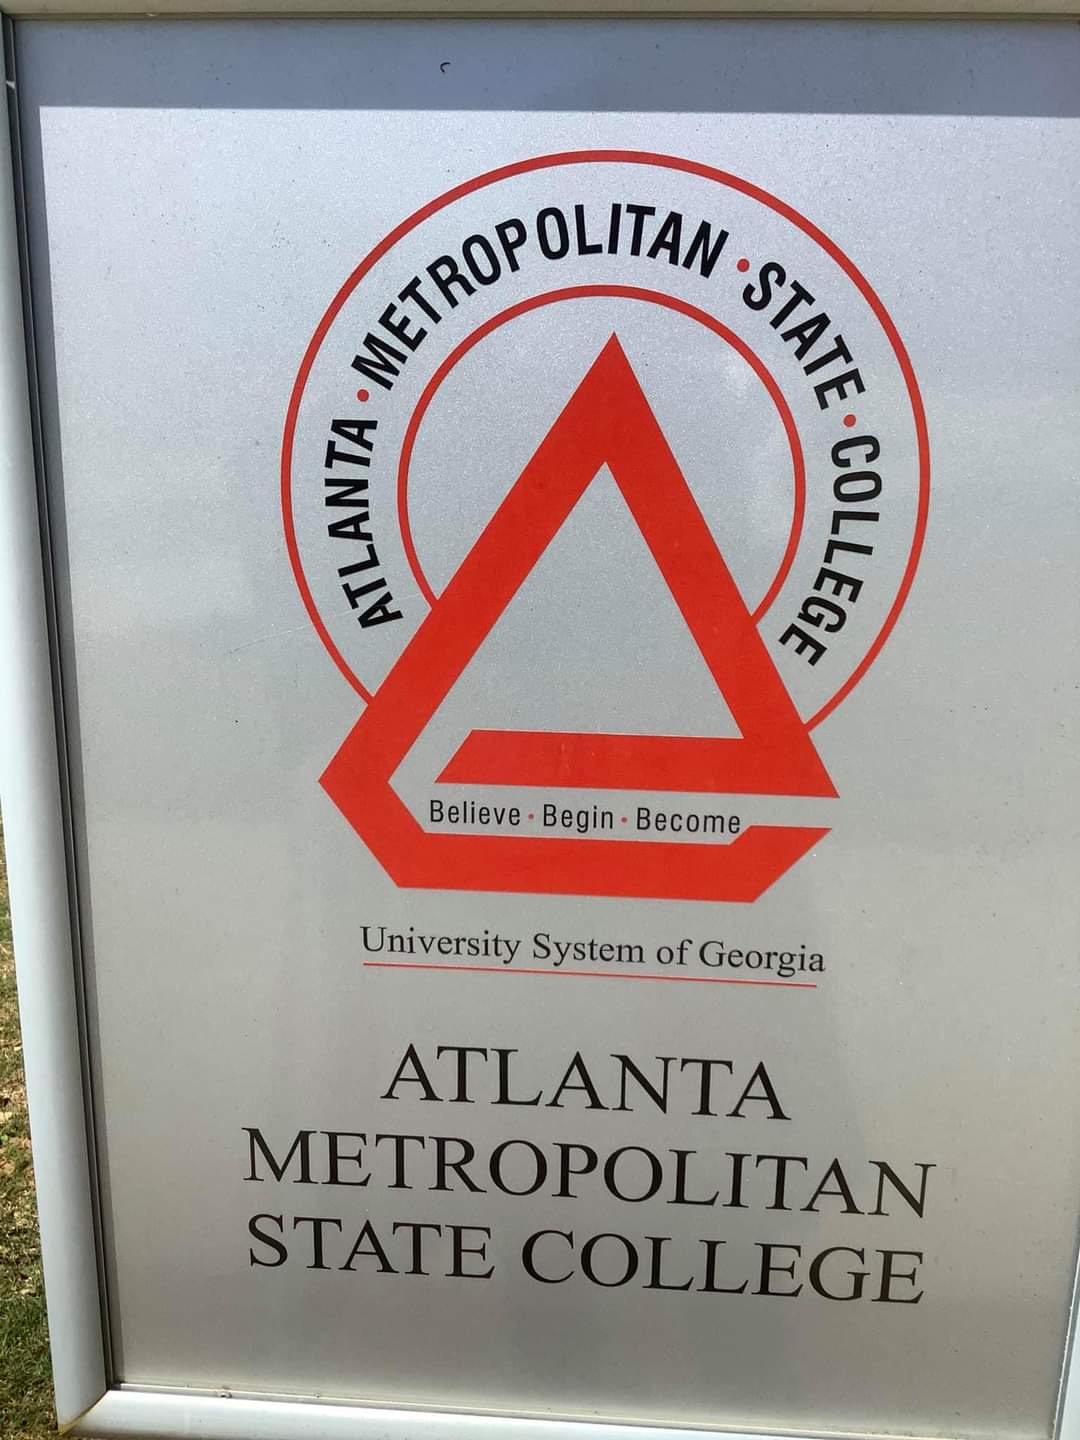 ATLANTA • METROPOLITAN • STATE • COLLEGE
Believe • Begin • Become
University System of Georgia
ATLANTA
METROPOLITAN
STATE COLLEGE